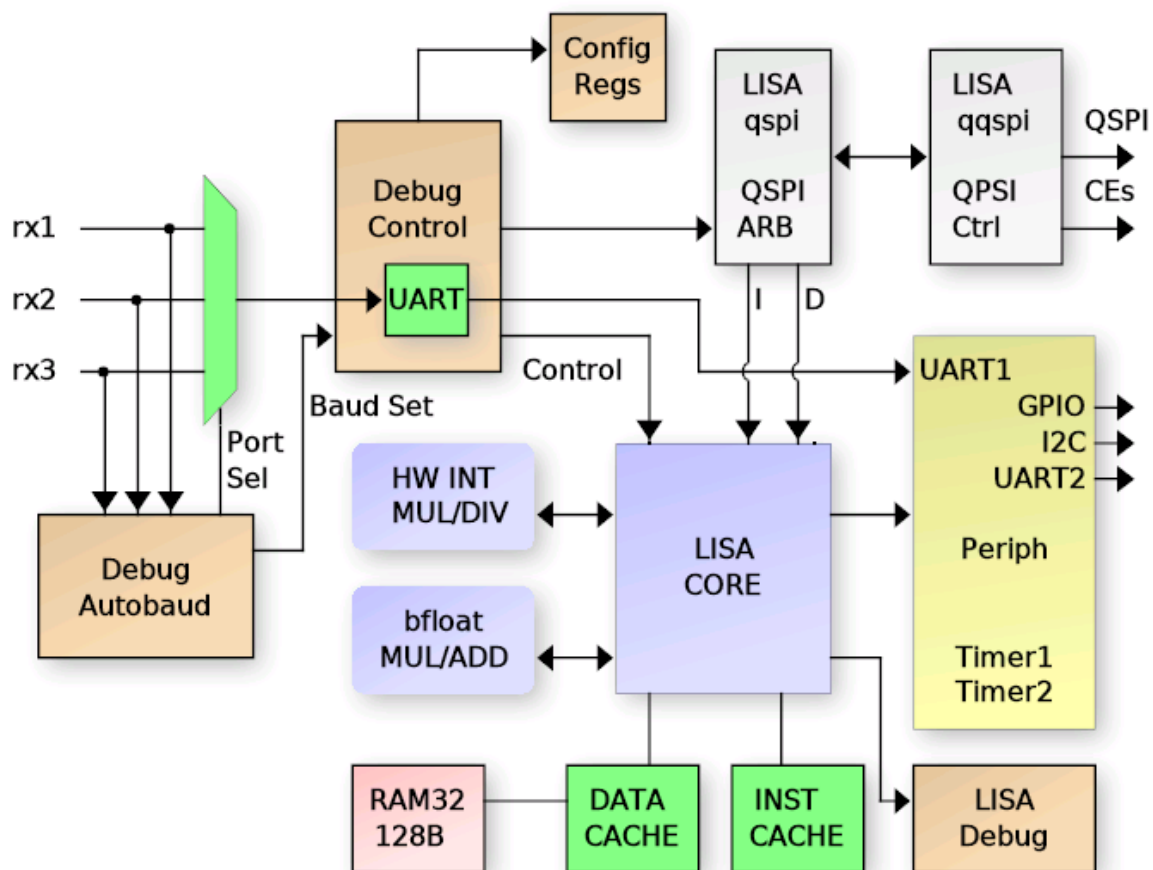 Config
Regs
LISA
qspi
QSPI
ARB
LISA
qqspi
QPSI
Ctrl
QSPI
CEs
Debug
Control
UART
rx1
rx2
rx3
I
D
Control
Baud Set
Port
Sel
UART1
GPIO
I2C
UART2
Periph
Timer1
Timer2
HW INT
MUL/DIV
LISA
CORE
Debug
Autobaud
bfloat
MUL/ADD
RAM32
128B
DATA
CACHE
INST
CACHE
LISA
Debug